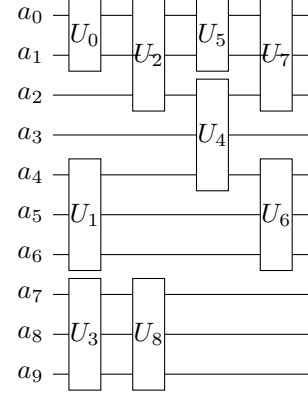 a₀
U₀
U₅
a₁
U₂
U₇
a₂
a₃
U₄
a₄
a₅
U₁
U₆
a₆
a₇
a₈
U₃
U₈
a₉